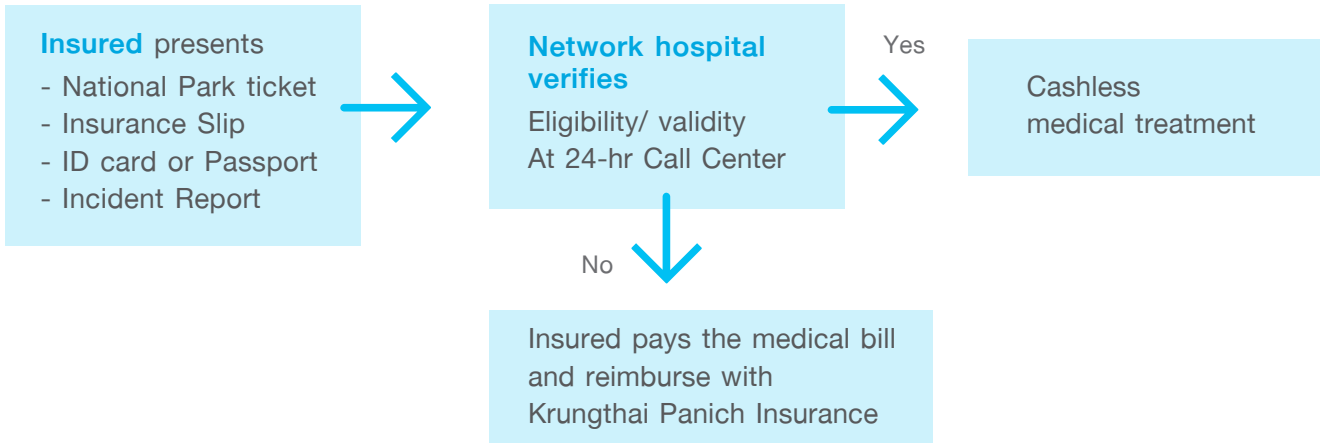 Insured presents
- National Park ticket
- Insurance Slip
- ID card or Passport
- Incident Report
Network hospital
verifies
Eligibility/ validity
At 24-hr Call Center
Yes
Cashless
medical treatment
No
Insured pays the medical bill
and reimburse with
Krungthai Panich Insurance